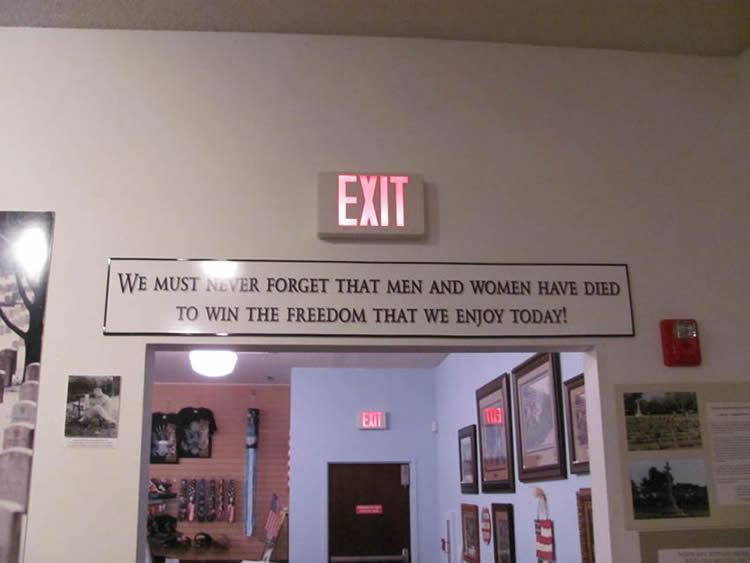 EXIT
WE MUST NEVER FORGET THAT MEN AND WOMEN HAVE DIED
TO WIN THE FREEDOM THAT WE ENJOY TODAY!
EXIT